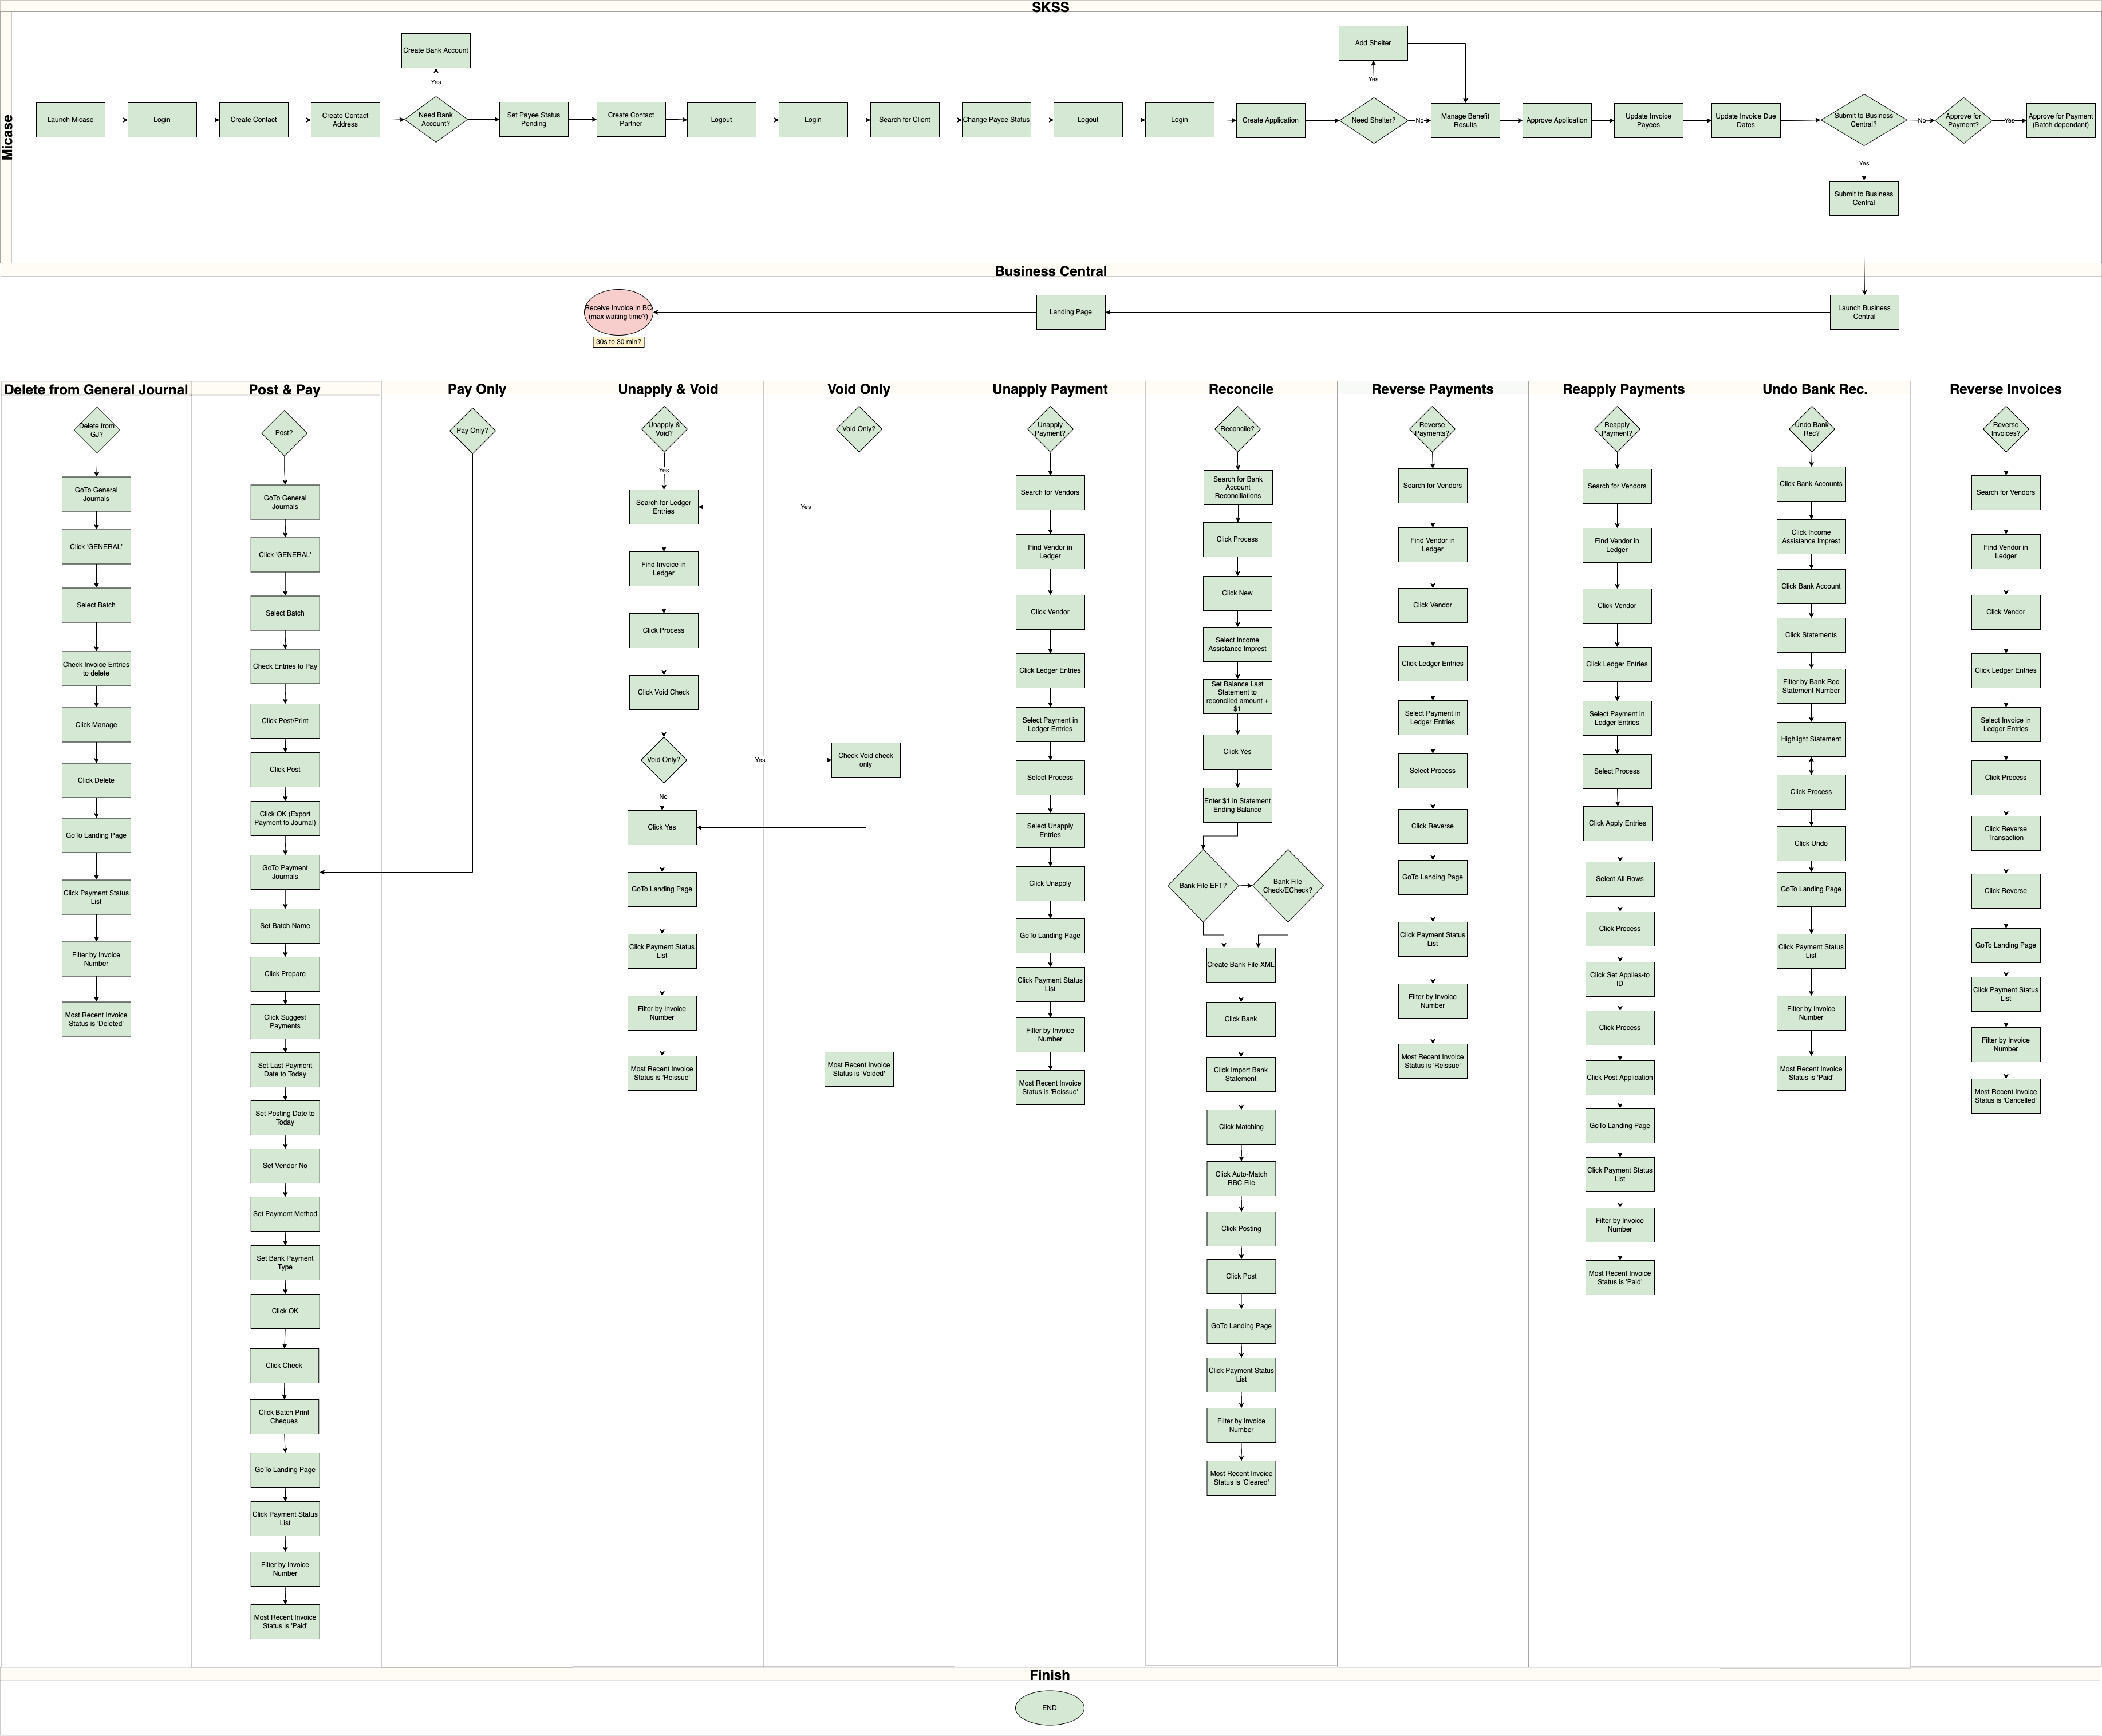 SKSS
Micase
Add Shelter
Create Bank Account
Yes
Yes
Launch Micase
Login
Create Contact
Create Contact
Address
Need Bank
Account?
Set Payee Status
Pending
Create Contact
Partner
Logout
Login
Search for Client
Change Payee Status
Logout
Login
Create Application
Need Shelter?
No
Manage Benefit
Results
Approve Application
Update Invoice
Payees
Update Invoice Due
Dates
Submit to Business
Central?
No
Approve for
Payment?
Yes
Approve for Payment
(Batch dependant)
Yes
Submit to Business
Central
Business Central
Receive Invoice in BC
(max waiting time?)
30s to 30 min?
Landing Page
Launch Business
Central
Delete from General Journal
Delete from
GJ?
GoTo General
Journals
Click 'GENERAL'
Select Batch
Check Invoice Entries
to delete
Click Manage
Click Delete
GoTo Landing Page
Click Payment Status
List
Filter by Invoice
Number
Most Recent Invoice
Status is 'Deleted'
Post & Pay
Post?
GoTo General
Journals
Click 'GENERAL'
Select Batch
Check Entries to Pay
Click Post/Print
Click Post
Click OK (Export
Payment to Journal)
GoTo Payment
Journals
Set Batch Name
Click Prepare
Click Suggest
Payments
Set Last Payment
Date to Today
Set Posting Date to
Today
Set Vendor No
Set Payment Method
Set Bank Payment
Type
Click OK
Click Check
Click Batch Print
Cheques
GoTo Landing Page
Click Payment Status
List
Filter by Invoice
Number
Most Recent Invoice
Status is 'Paid'
Pay Only
Pay Only?
Unapply & Void
Unapply &
Void?
Yes
Search for Ledger
Entries
Find Invoice in
Ledger
Click Process
Click Void Check
Void Only?
Yes
No
Click Yes
GoTo Landing Page
Click Payment Status
List
Filter by Invoice
Number
Most Recent Invoice
Status is 'Reissue'
Void Only
Void Only?
Yes
Check Void check
only
Most Recent Invoice
Status is 'Voided'
Unapply Payment
Unapply
Payment?
Search for Vendors
Find Vendor in
Ledger
Click Vendor
Click Ledger Entries
Select Payment in
Ledger Entries
Select Process
Select Unapply
Entries
Click Unapply
GoTo Landing Page
Click Payment Status
List
Filter by Invoice
Number
Most Recent Invoice
Status is 'Reissue'
Reconcile
Reconcile?
Search for Bank
Account
Reconciliations
Click Process
Click New
Select Income
Assistance Imprest
Set Balance Last
Statement to
reconciled amount +
$1
Click Yes
Enter $1 in Statement
Ending Balance
Bank File EFT?
Bank File
Check/ECheck?
Create Bank File XML
Click Bank
Click Import Bank
Statement
Click Matching
Click Auto-Match
RBC File
Click Posting
Click Post
GoTo Landing Page
Click Payment Status
List
Filter by Invoice
Number
Most Recent Invoice
Status is 'Cleared'
Reverse Payments
Reverse
Payments?
Search for Vendors
Find Vendor in
Ledger
Click Vendor
Click Ledger Entries
Select Payment in
Ledger Entries
Select Process
Click Reverse
GoTo Landing Page
Click Payment Status
List
Filter by Invoice
Number
Most Recent Invoice
Status is 'Reissue'
Reapply Payments
Reapply
Payment?
Search for Vendors
Find Vendor in
Ledger
Click Vendor
Click Ledger Entries
Select Payment in
Ledger Entries
Select Process
Click Apply Entries
Select All Rows
Click Process
Click Set Applies-to
ID
Click Process
Click Post Application
GoTo Landing Page
Click Payment Status
List
Filter by Invoice
Number
Most Recent Invoice
Status is 'Paid'
Undo Bank Rec.
Undo Bank
Rec?
Click Bank Accounts
Click Income
Assistance Imprest
Click Bank Account
Click Statements
Filter by Bank Rec
Statement Number
Highlight Statement
Click Process
Click Undo
GoTo Landing Page
Click Payment Status
List
Filter by Invoice
Number
Most Recent Invoice
Status is 'Paid'
Reverse Invoices
Reverse
Invoices?
Search for Vendors
Find Vendor in
Ledger
Click Vendor
Click Ledger Entries
Select Invoice in
Ledger Entries
Click Process
Click Reverse
Transaction
Click Reverse
GoTo Landing Page
Click Payment Status
List
Filter by Invoice
Number
Most Recent Invoice
Status is 'Cancelled'
Finish
END